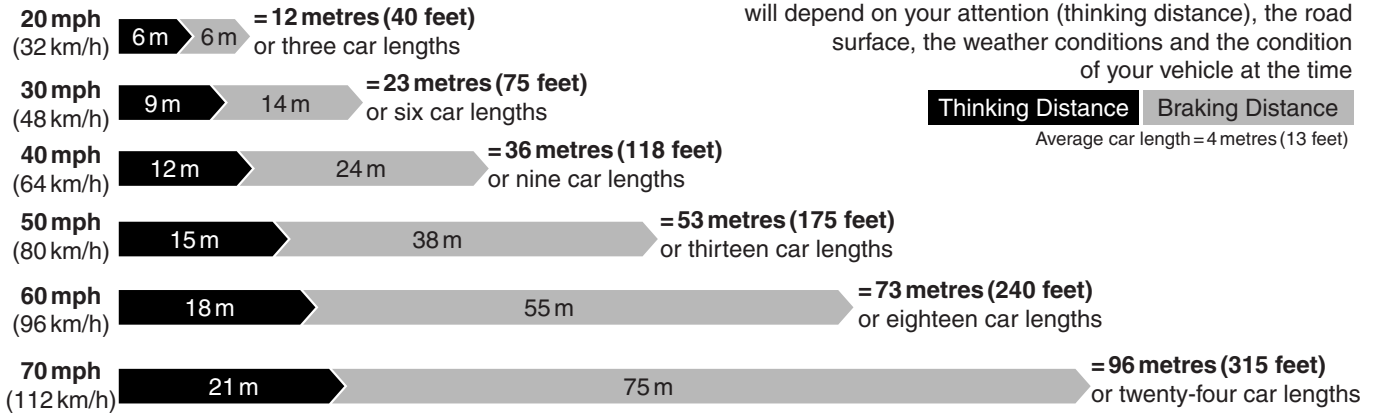 will depend on your attention (thinking distance), the road
surface, the weather conditions and the condition
of your vehicle at the time
Thinking Distance Braking Distance
Average car length = 4 metres (13 feet)
20 mph
(32 km/h)
6 m 6 m
= 12 metres (40 feet)
or three car lengths
30 mph
(48 km/h)
9 m 14 m
= 23 metres (75 feet)
or six car lengths
40 mph
(64 km/h)
12 m 24 m
= 36 metres (118 feet)
or nine car lengths
50 mph
(80 km/h)
15 m 38 m
= 53 metres (175 feet)
or thirteen car lengths
60 mph
(96 km/h)
18 m 55 m
= 73 metres (240 feet)
or eighteen car lengths
70 mph
(112 km/h)
21 m 75 m
= 96 metres (315 feet)
or twenty-four car lengths